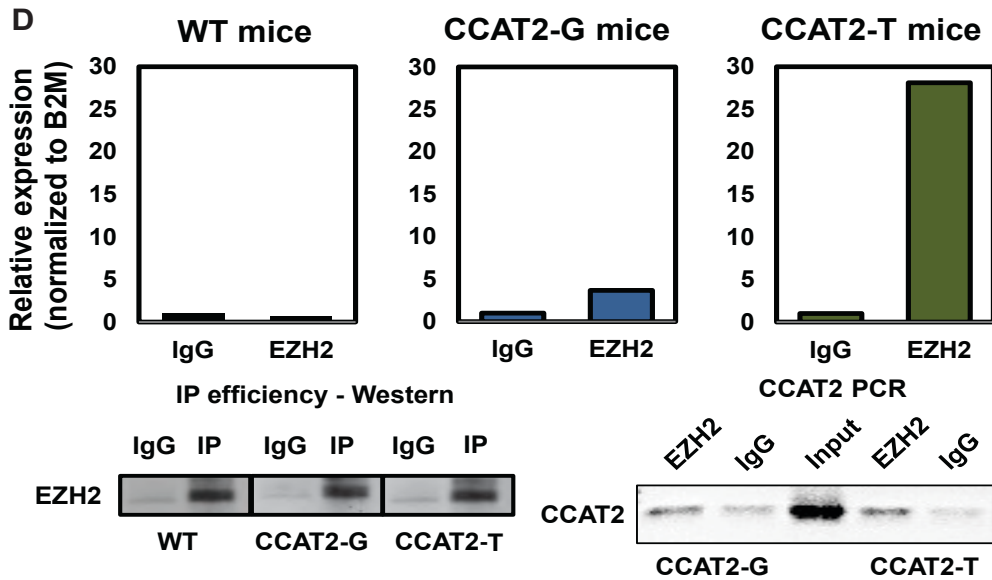 D
WT mice CCAT2-G mice CCAT2-T mice
Relative expression
(normalized to B2M)
30 30 30
25 25 25
20 20 20
15 15 15
10 10 10
5 5 5
0 0 0
IgG EZH2 IgG EZH2 IgG EZH2
IP efficiency - Western CCAT2 PCR
IgG IP IgG IP IgG IP
EZH2 IgG Input EZH2 IgG
EZH2
CCAT2
WT CCAT2-G CCAT2-T
CCAT2-G CCAT2-T